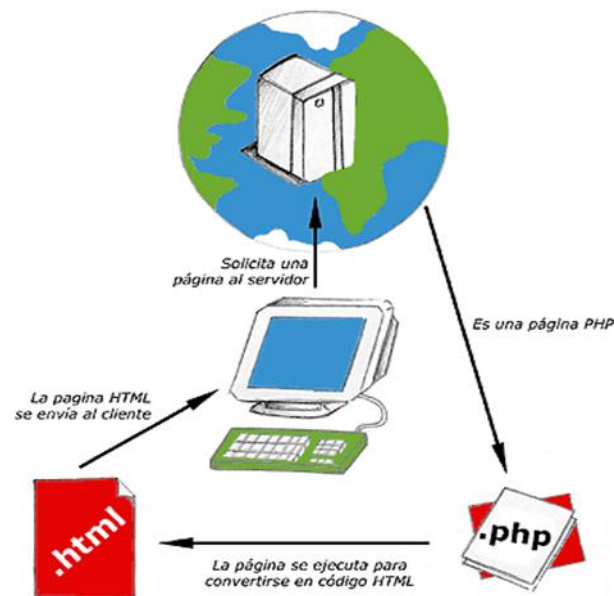 Solicita una
página al servidor
Es una página PHP
La pagina HTML
se envía al cliente
.html
.php
La página se ejecuta para
convertirse en código HTML